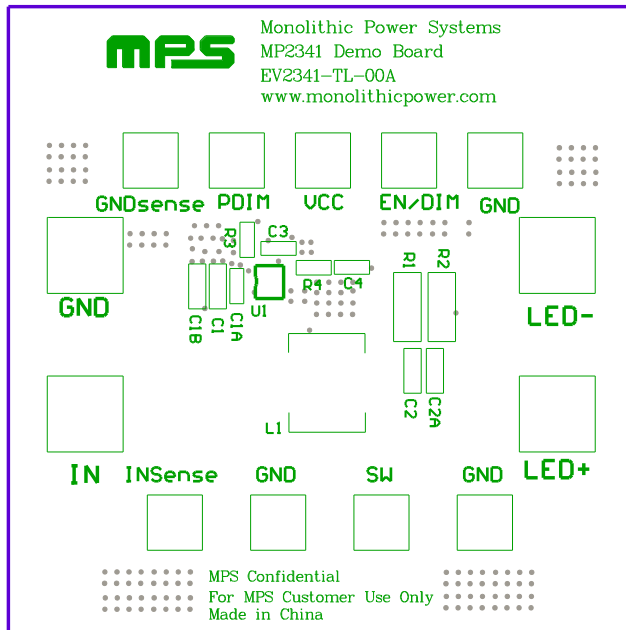 mPS
Monolithic Power Systems
MP2341 Demo Board
EV2341-TL-00A
www.monolithicpower.com
GNDsense PDIM VCC EN/DIM GND
R3 C3
R1 R2
R4 C4
GND
U1
C1B C1 C1A
LED-
L1
C2 C2A
IN INSense GND SW GND LED+
MPS Confidential
For MPS Customer Use Only
Made in China